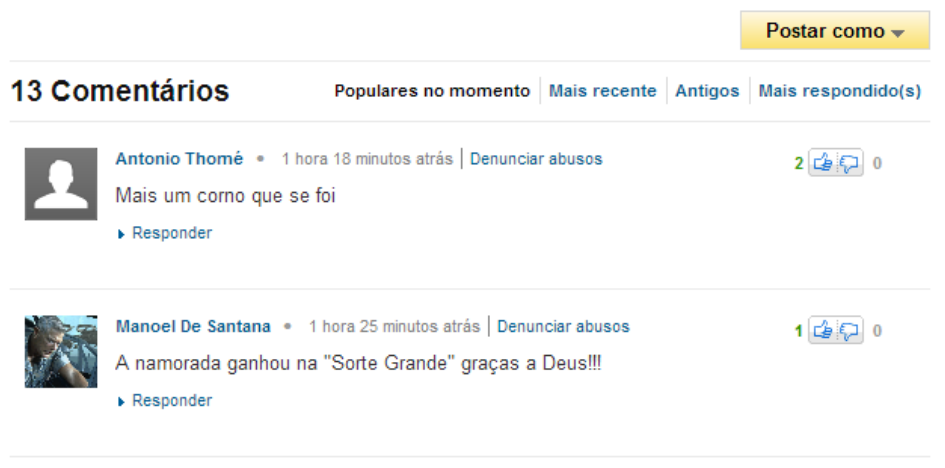 Postar como
13 Comentários
Populares no momento Mais recente Antigos Mais respondido(s)
Antonio Thomé • 1 hora 18 minutos atrás Denunciar abusos 2 0
Mais um corno que se foi
Responder
Manoel De Santana • 1 hora 25 minutos atrás Denunciar abusos 1 0
A namorada ganhou na "Sorte Grande" graças a Deus!!!
Responder